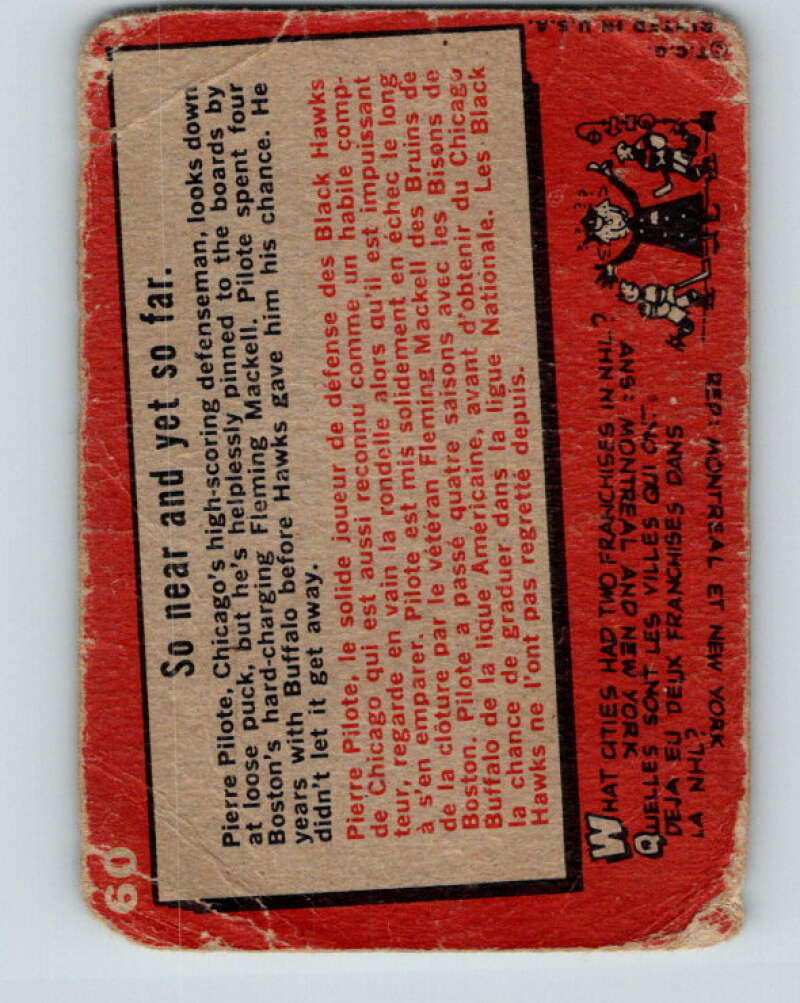 60
So near and yet so far.
Pierre Pilote, Chicago's high-scoring defenseman, looks down
at loose puck, but he's helplessly pinned to the boards by
Boston's hard-charging Fleming Mackell. Pilote spent four
years with Buffalo before Hawks gave him his chance. He
didn't let it get away.
Pierre Pilote, le solide joueur de défense des Black Hawks
de Chicago qui est aussi reconnu comme un habile comp-
teur, regarde en vain la rondelle alors qu'il est impuissant
à s'en emparer. Pilote est mis solidement en échec le long
de la clôture par le vétéran Fleming Mackell des Bruins de
Boston. Pilote a passé quatre saisons avec les Bisons de
Buffalo de la lique Américaine, avant d'obtenir du Chicago
la chance de graduer dans la ligue Nationale. Les Black
Hawks ne l'ont pas regretté depuis.
WHAT CITIES HAD TWO FRANCHISES IN NHL?
ANS: MONTREAL AND NEW YORK
QUELLES SONT LES VILLES QUI ONT
DEJA EU DEUX FRANCHISES DANS
LA NHL?
REP: MONTREAL ET NEW YORK
???
???
© T.C.G. PRINTED IN U.S.A.